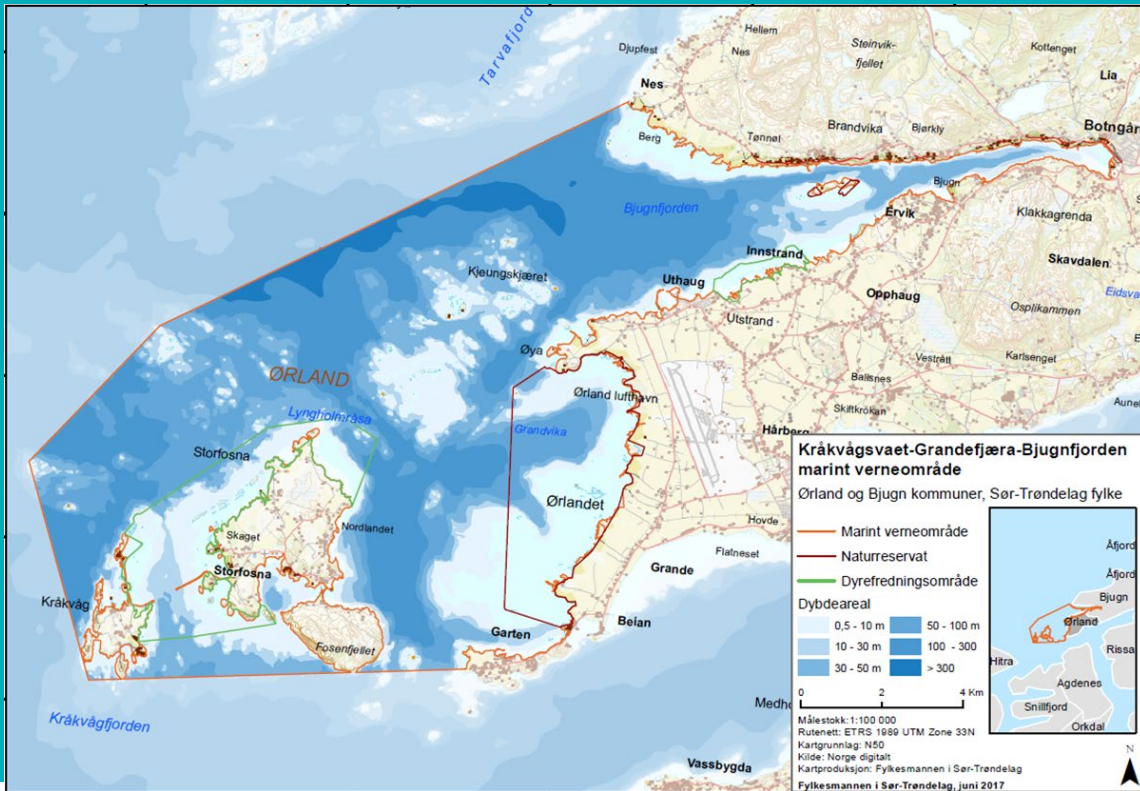 Tarvafjord
Hellem
Djupfest
Nes
Steinvik-
fjellet
Kottenget
Lia
Nes
Botngår
Brandvika
Bjørkly
Tønnøl
Berg
Bjugn
Bjugnfjorden
Ervik
Klakkagrenda
Innstrand
Skavdalen
Kjeungskjæret
Uthaug
Opphaug
Eidsva
Osplikammen
Utstrand
Øya
Vestrått
Karlsenget
ØRLAND
Ballsnes
Ørland lufthavn
Lyngholmråsa
Skiftkrokan
Grandvika
Hårberg
Storfosna
Ørlandet
Nordlandet
Skaget
Hovde
Flatneset
Storfosna
Grande
Kråkvåg
Garten
Beian
Fosenfjellet
Kråkvågfjorden
Vassbygda
Kråkvågsvaet-Grandefjæra-Bjugnfjorden
marint verneområde
Ørland og Bjugn kommuner, Sør-Trøndelag fylke
Marint verneområde
Naturreservat
Dyrefredningsområde
Dybdeareal
0,5 - 10 m
50 - 100 m
10 - 30 m
100 - 300
30 - 50 m
> 300
0 2 4 Km
Målestokk: 1:100 000
Rutenett: ETRS 1989 UTM Zone 33N
Kartgrunnlag: N50
Kilde: Norge digitalt
Kartproduksjon: Fylkesmannen i Sør-Trøndelag
Fylkesmannen i Sør-Trøndelag, juni 2017
Åfjord
Åfjord
Bjugn
Ørland
Rissa
Hitra
Agdenes
Snillfjord
Orkdal
N